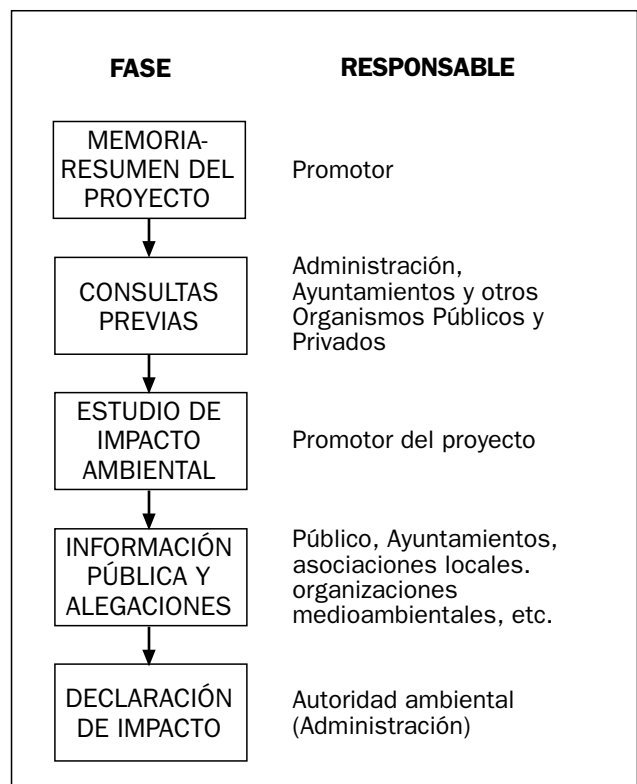 FASE RESPONSABLE
MEMORIA-
RESUMEN DEL
PROYECTO
Promotor
CONSULTAS
PREVIAS
Administración,
Ayuntamientos y otros
Organismos Públicos y
Privados
ESTUDIO DE
IMPACTO
AMBIENTAL
Promotor del proyecto
INFORMACIÓN
PÚBLICA Y
ALEGACIONES
Público, Ayuntamientos,
asociaciones locales.
organizaciones
medioambientales, etc.
DECLARACIÓN
DE IMPACTO
Autoridad ambiental
(Administración)